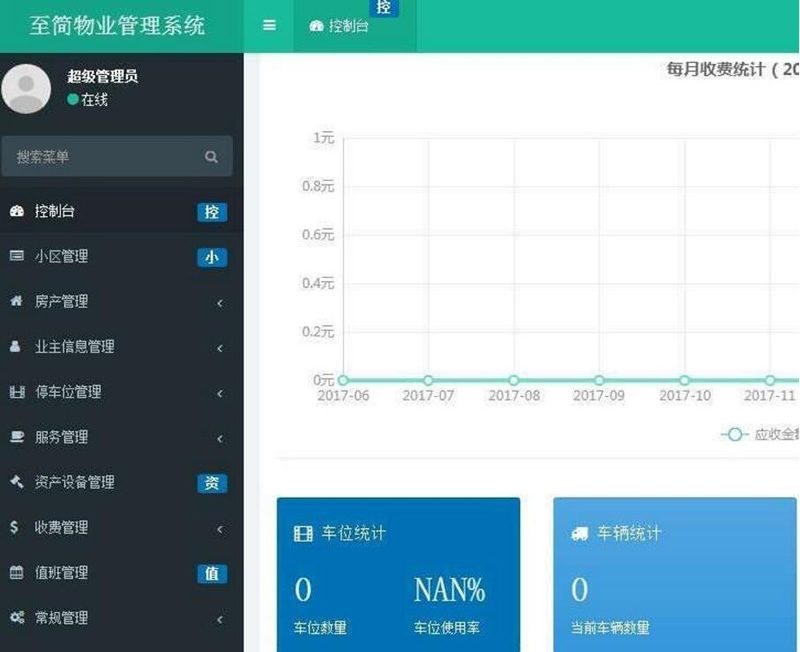 至简物业管理系统
控制台
控
超级管理员
在线
搜索菜单
控制台 控
小区管理 小
房产管理
业主信息管理
停车位管理
服务管理
资产设备管理 资
收费管理
值班管理 值
常规管理
每月收费统计 ( 20
1元
0.8元
0.6元
0.4元
0.2元
0元
2017-06 2017-07 2017-08 2017-09 2017-10 2017-11
应收金
车位统计
0 NAN%
车位数量 车位使用率
车辆统计
0
当前车辆数量